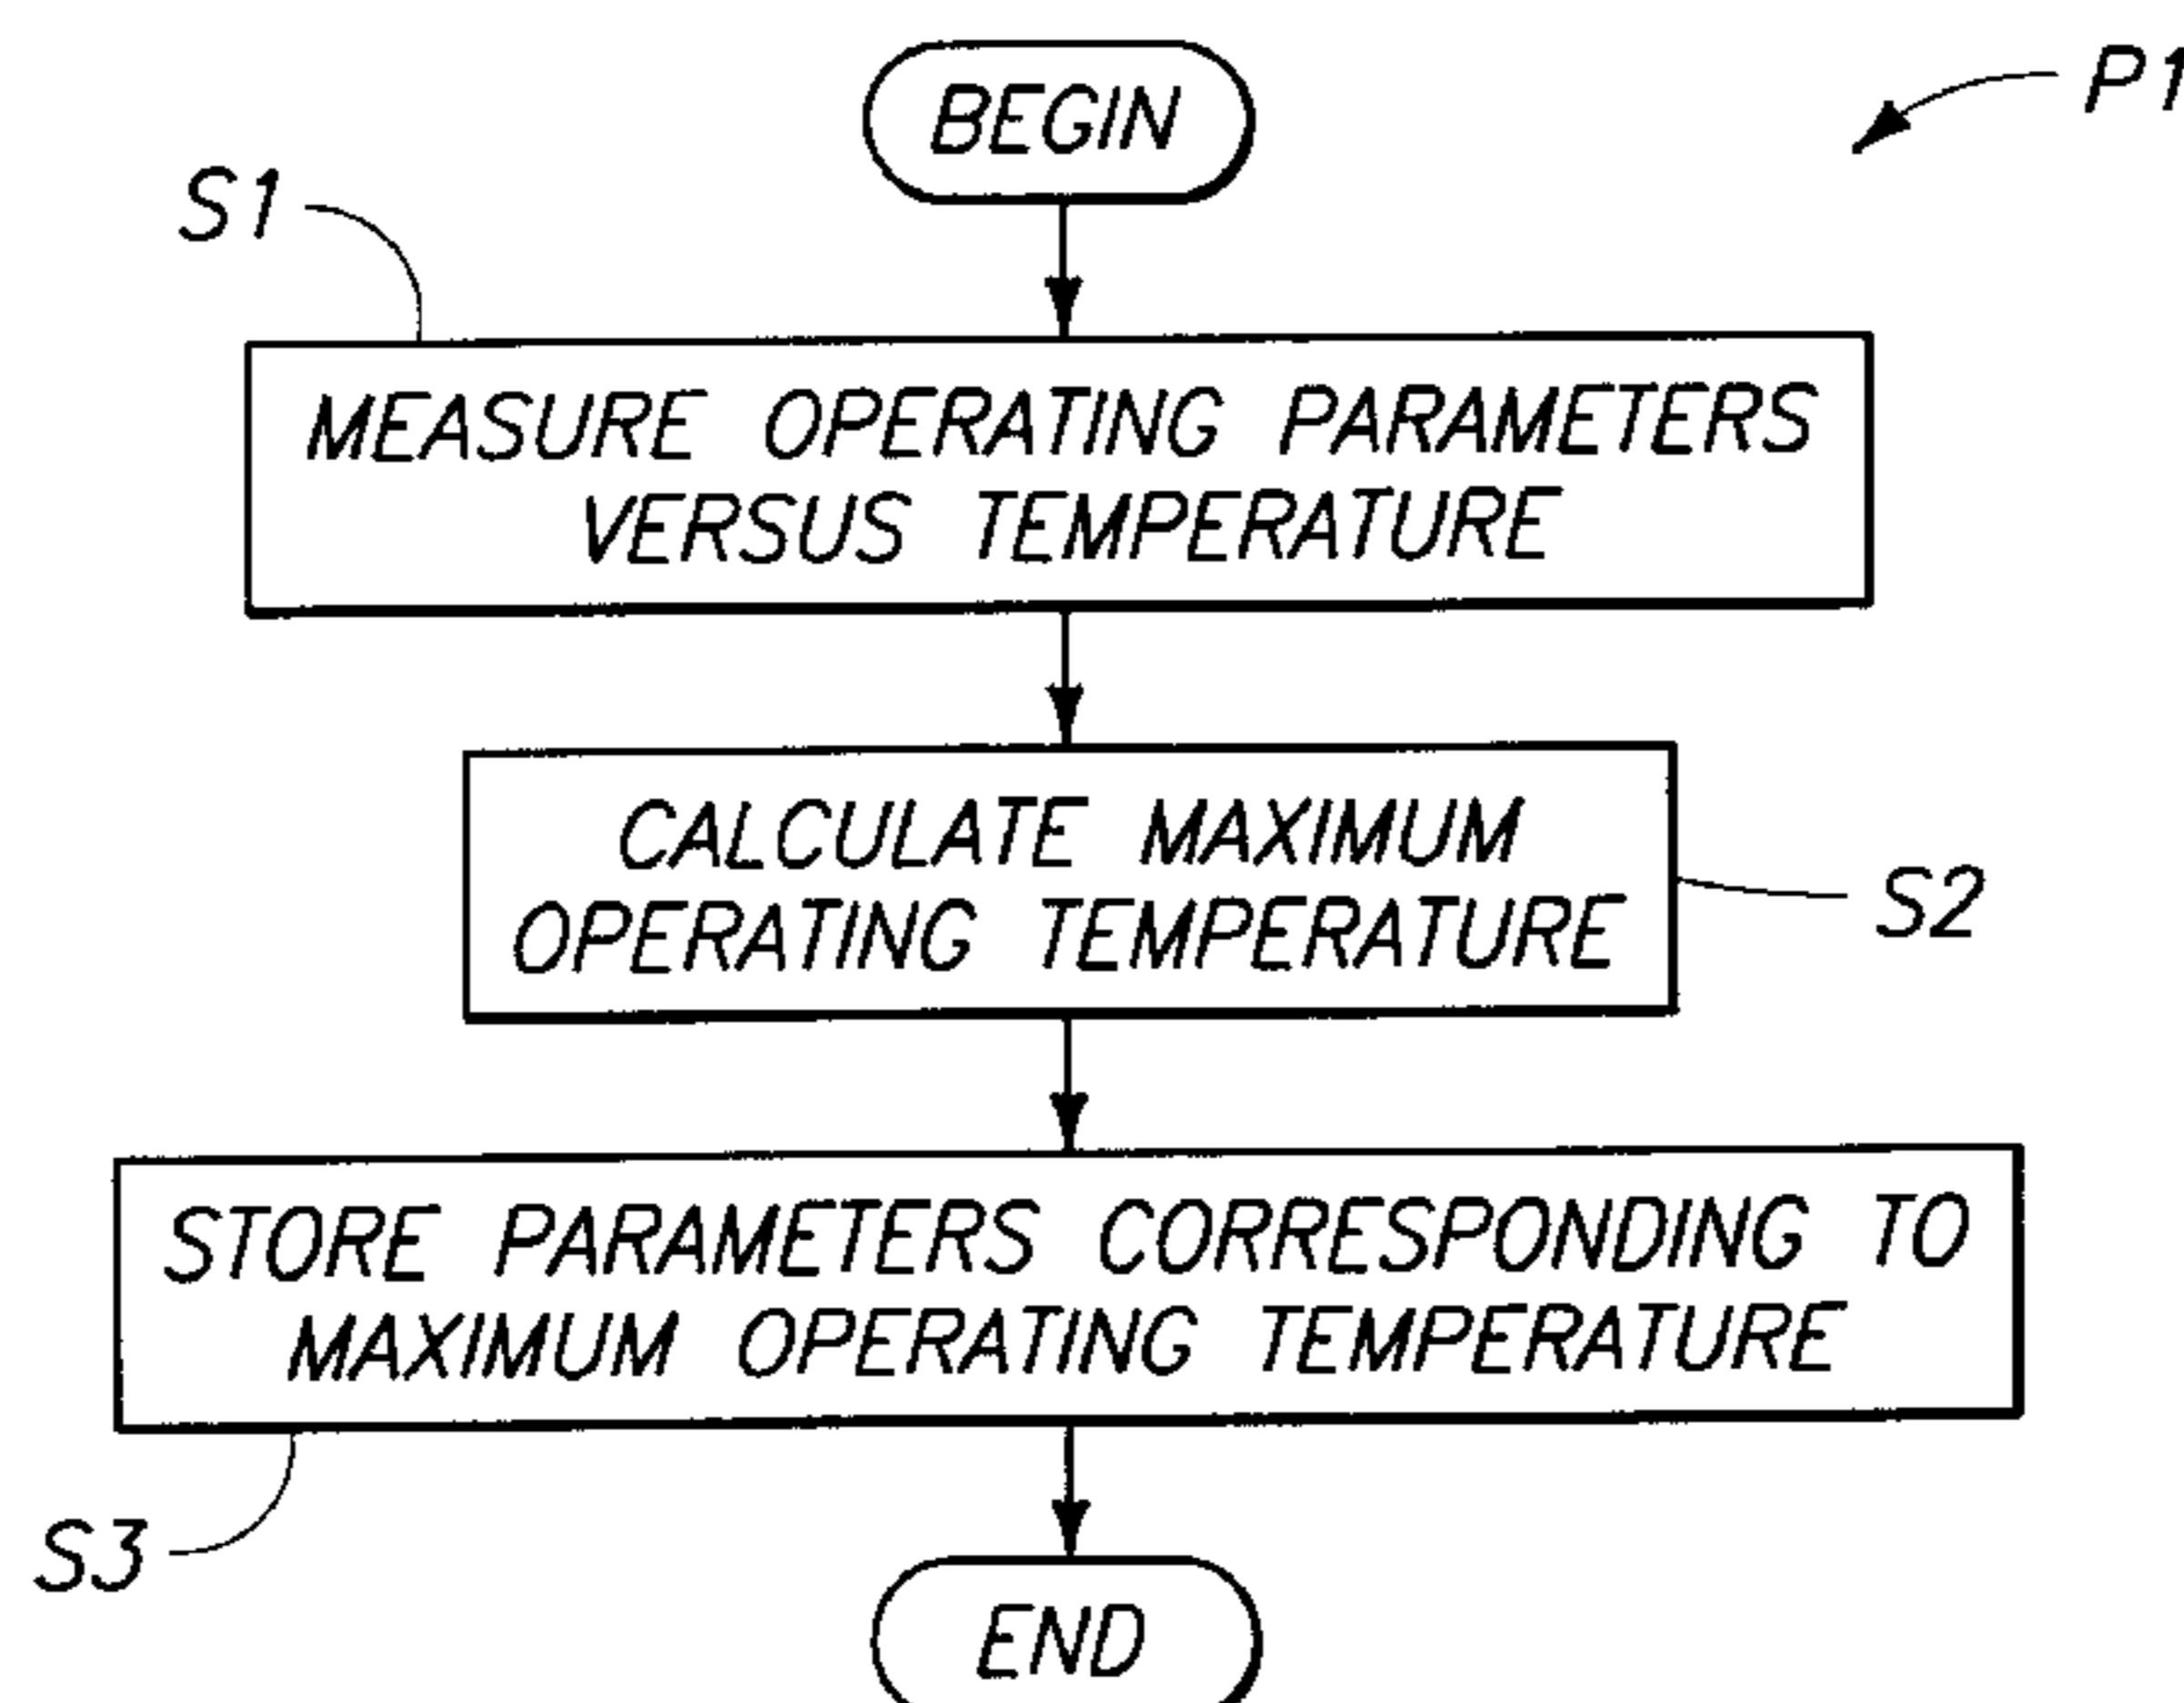 BEGIN
P1
S1
MEASURE OPERATING PARAMETERS
VERSUS TEMPERATURE
CALCULATE MAXIMUM
OPERATING TEMPERATURE
S2
STORE PARAMETERS CORRESPONDING TO
MAXIMUM OPERATING TEMPERATURE
S3
END